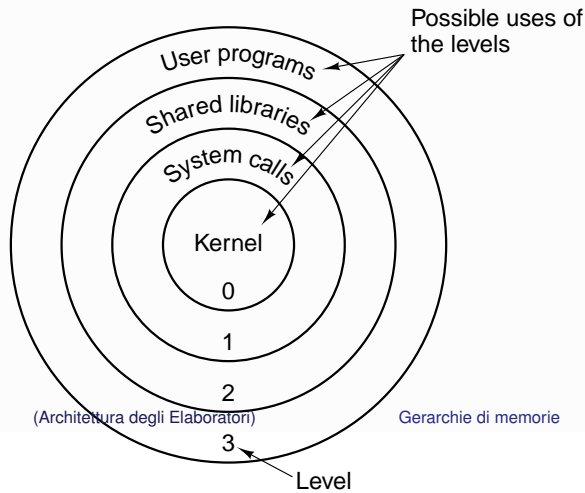 Possible uses of
the levels
User programs
Shared libraries
System calls
Kernel
0
1
2
(Architettura degli Elaboratori)
Gerarchie di memorie
3
Level